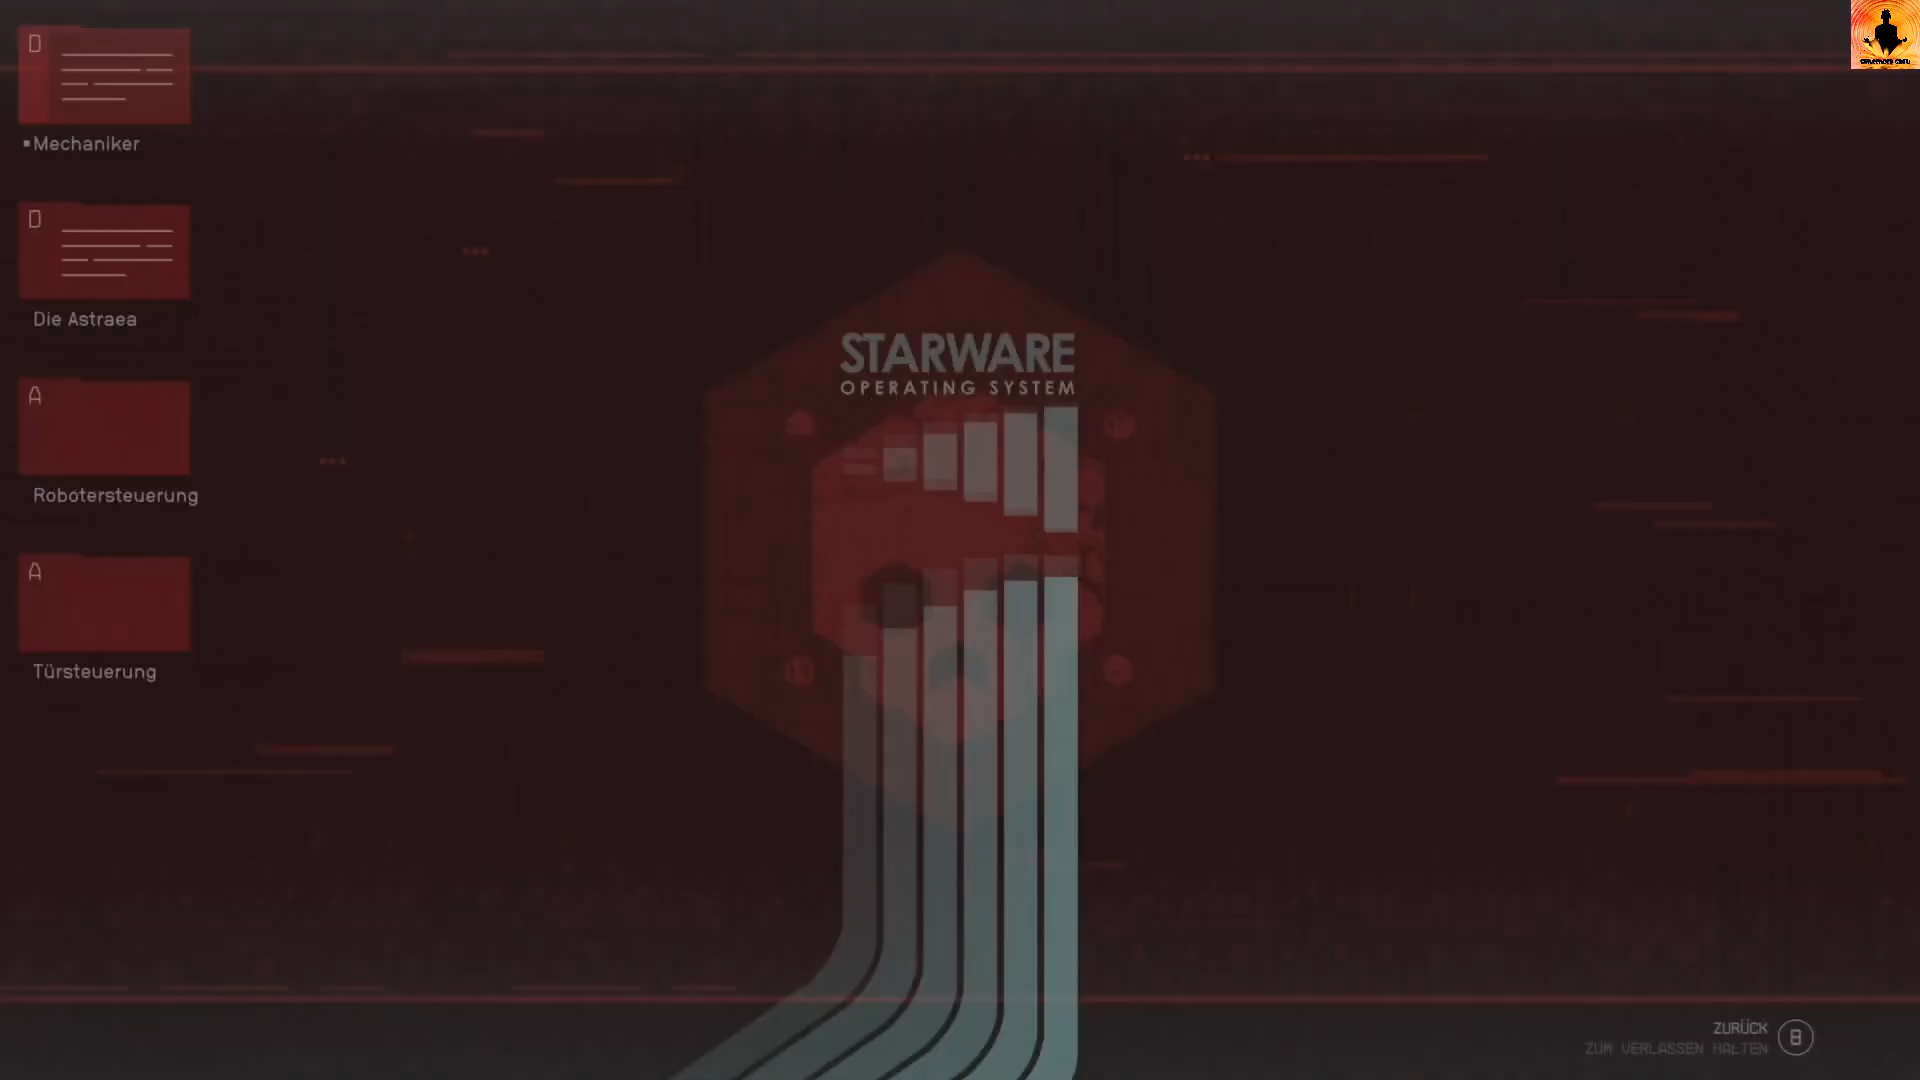 D
Mechaniker
D
Die Astraea
A
Robotersteuerung
A
Türsteuerung
STARWARE
OPERATING SYSTEM
ZURÜCK
ZUM VERLASSEN HALTEN
B